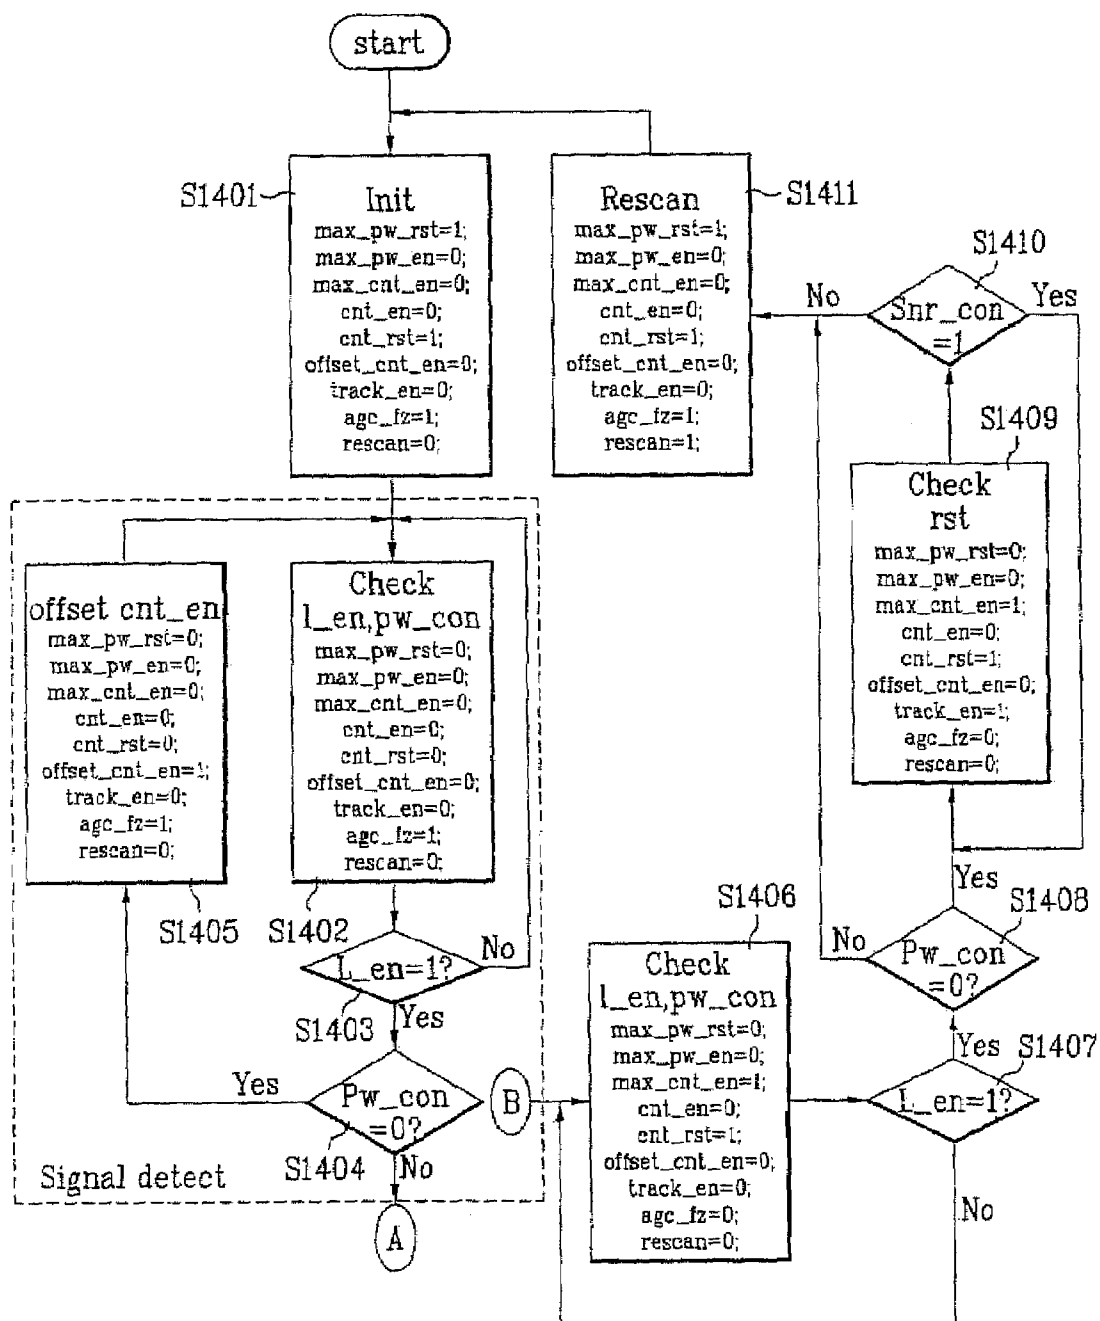 start
S1401
Init
max_pw_rst=1;
max_pw_en=0;
max_cnt_en=0;
cnt_en=0;
cnt_rst=1;
offset_cnt_en=0;
track_en=0;
agc_fz=1;
rescan=0;
Rescan
max_pw_rst=1;
max_pw_en=0;
max_cnt_en=0;
cnt_en=0;
cnt_rst=1;
offset_cnt_en=0;
track_en=0;
agc_fz=1;
rescan=1;
S1411
S1410
No
Snr_con
=1
Yes
S1409
Check
rst
max_pw_rst=0;
max_pw_en=0;
max_cnt_en=1;
cnt_en=0;
cnt_rst=1;
offset_cnt_en=0;
track_en=1;
agc_fz=0;
rescan=0;
offset cnt_en
max_pw_rst=0;
max_pw_en=0;
max_cnt_en=0;
cnt_en=0;
cnt_rst=0;
offset_cnt_en=1;
track_en=0;
agc_fz=1;
rescan=0;
S1405
Check
l_en,pw_con
max_pw_rst=0;
max_pw_en=0;
max_cnt_en=0;
cnt_en=0;
cnt_rst=0;
offset_cnt_en=0;
track_en=0;
agc_fz=1;
rescan=0;
S1402
L_en=1?
No
S1403
Yes
Yes
Pw_con
=0?
S1404
No
Signal detect
A
B
S1406
Check
l_en,pw_con
max_pw_rst=0;
max_pw_en=0;
max_cnt_en=1;
cnt_en=0;
cnt_rst=1;
offset_cnt_en=0;
track_en=0;
agc_fz=0;
rescan=0;
Yes
S1408
No
Pw_con
=0?
Yes
S1407
L_en=1?
No